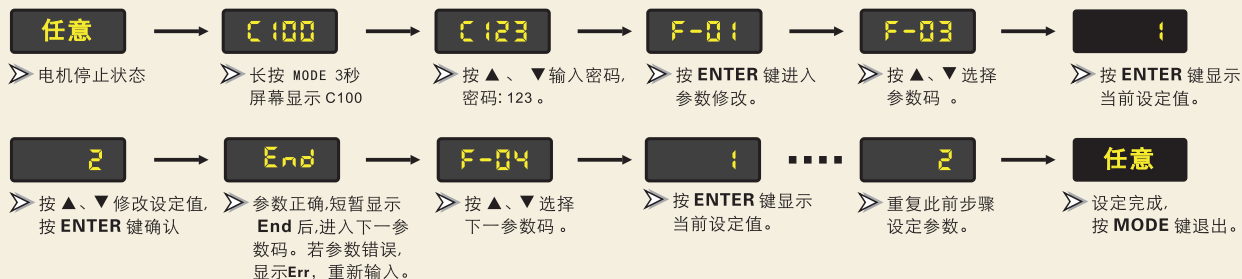 任意
C100
C123
F-01
F-03
1
电机停止状态
长按 MODE 3秒
屏幕显示 C100
按 ▲ 、 ▼输入密码,
密码: 123 。
按 ENTER 键进入
参数修改。
按 ▲、▼ 选择
参数码 。
按 ENTER 键显示
当前设定值。
2
End
F-04
1
2
任意
按 ▲、▼ 修改设定值,
按 ENTER 键确认
参数正确,短暂显示
End 后,进入下一参
数码。若参数错误,
显示Err，重新输入。
按 ▲、▼ 选择
下一参数码 。
按 ENTER 键显示
当前设定值。
重复此前步骤
设定参数。
设定完成,
按 MODE 键退出。